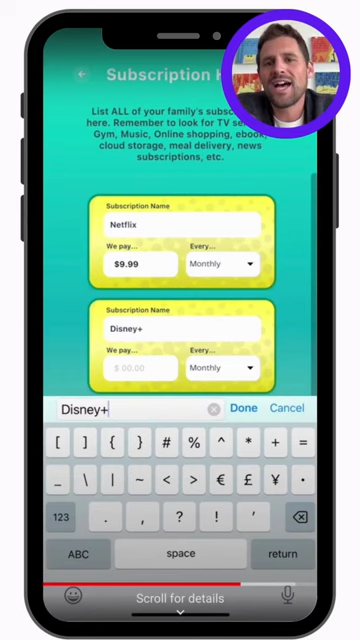 Subscription H
List ALL of your family's subsc
here. Remember to look for TV se
Gym, Music, Online shopping, ebook,
cloud storage, meal delivery, news
subscriptions, etc.
Subscription Name
Netflix
We pay... Every...
$9.99 Monthly
Subscription Name
Disney+
We pay... Every...
$ 00.00 Monthly
Disney+ Done Cancel
[ ] { } # % ^ * + =
_ \ | ~ < > € £ ¥ •
123 . , ? ! ' 
ABC space return
Scroll for details